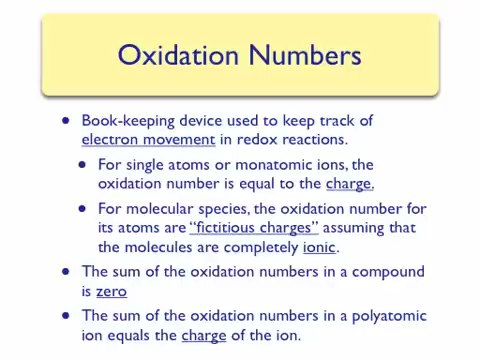 Oxidation Numbers
• Book-keeping device used to keep track of
electron movement in redox reactions.
• For single atoms or monatomic ions, the
oxidation number is equal to the charge.
• For molecular species, the oxidation number for
its atoms are “fictitious charges” assuming that
the molecules are completely ionic.
• The sum of the oxidation numbers in a compound
is zero
• The sum of the oxidation numbers in a polyatomic
ion equals the charge of the ion.